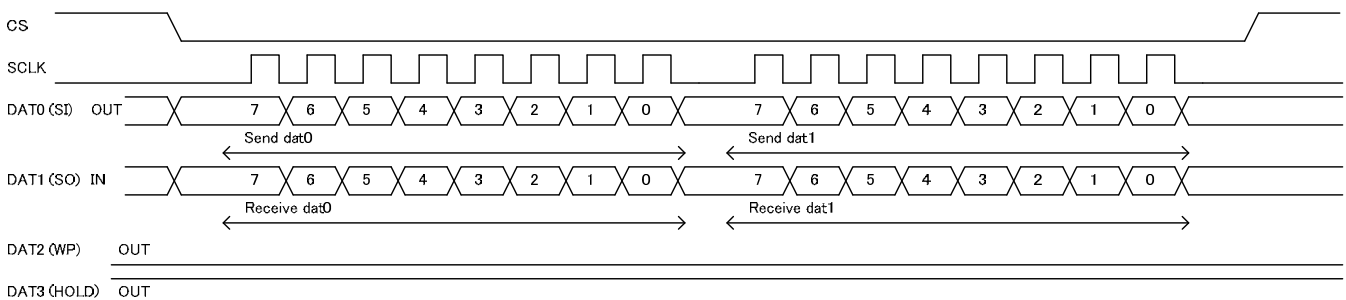 CS
SCLK
DAT0 (SI) OUT 7 6 5 4 3 2 1 0 7 6 5 4 3 2 1 0
Send dat0 Send dat1
DAT1 (SO) IN 7 6 5 4 3 2 1 0 7 6 5 4 3 2 1 0
Receive dat0 Receive dat1
DAT2 (WP) OUT
DAT3 (HOLD) OUT